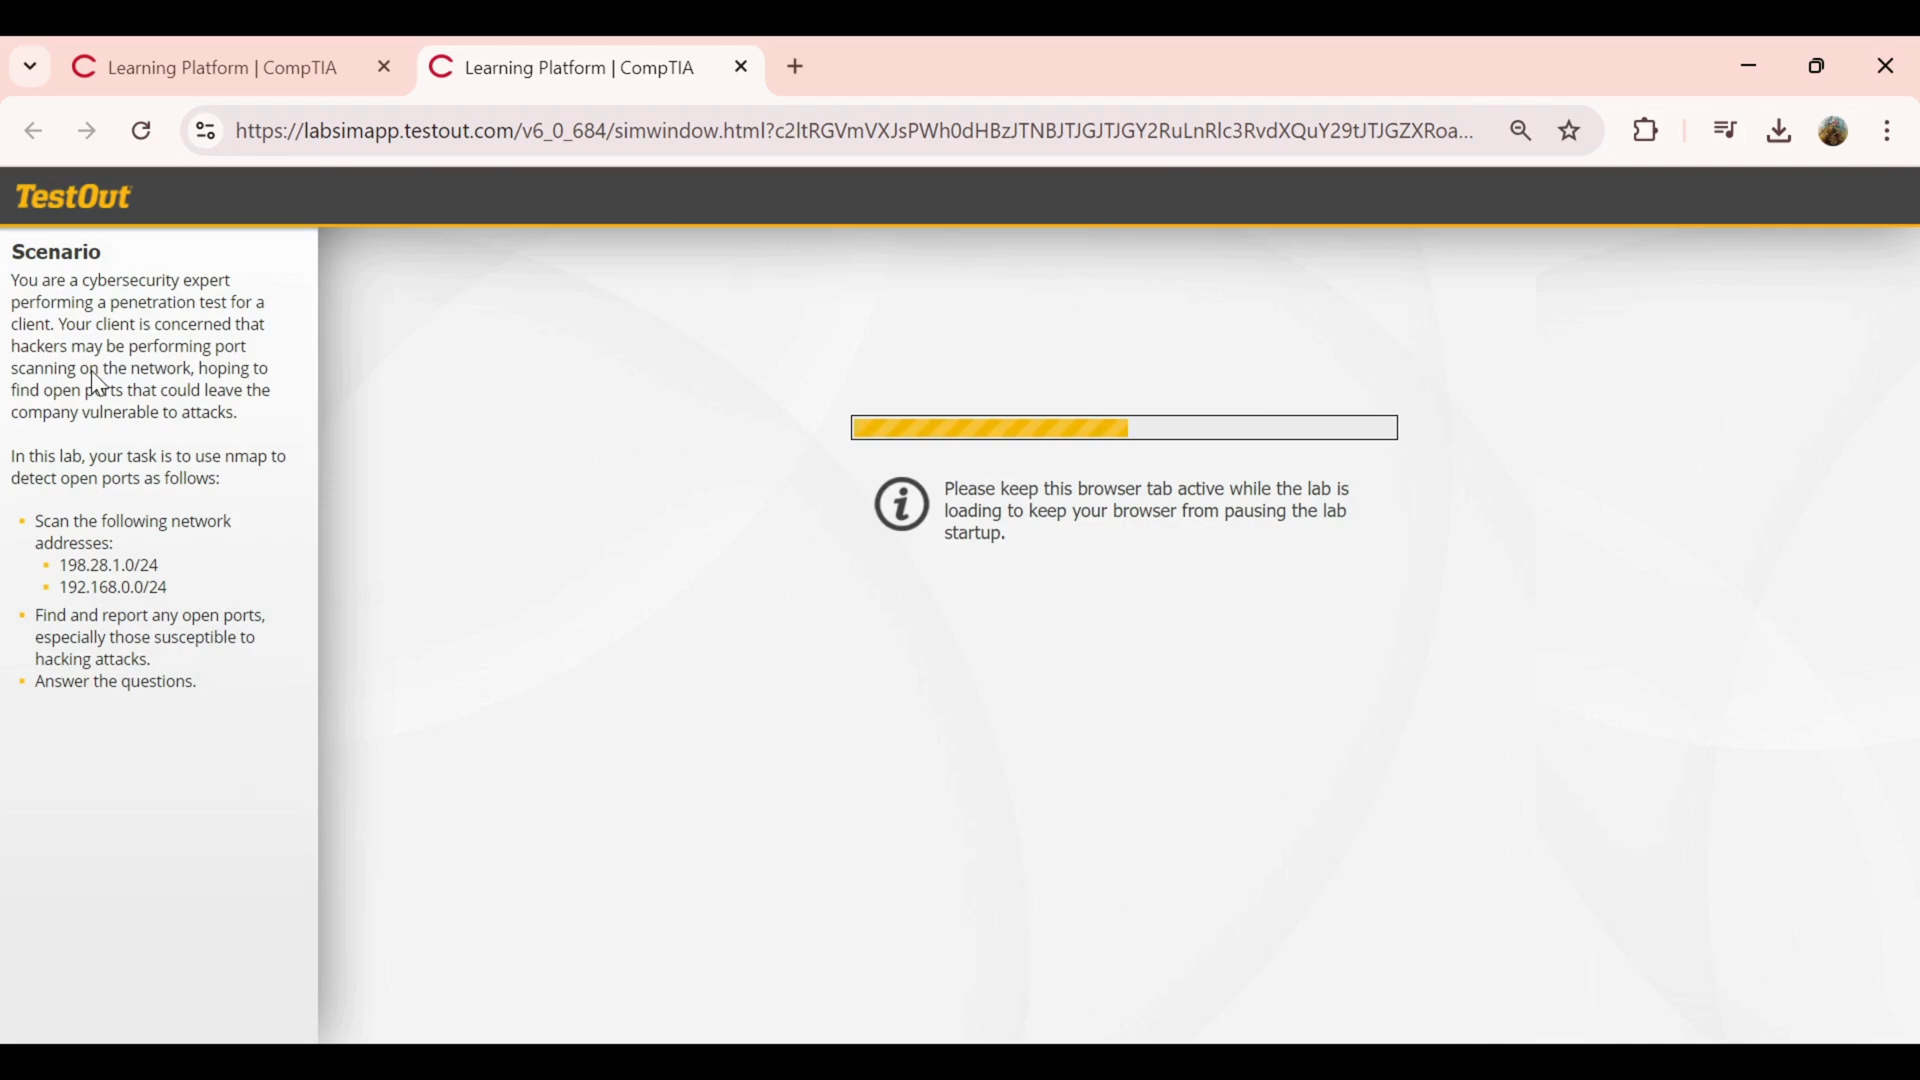 Learning Platform | CompTIA
Learning Platform | CompTIA
https://labsimapp.testout.com/v6_0_684/simwindow.html?c2ltRGVmVXJsPWh0dHBzJTNBJTJGJTJGY2RuLnRlc3RvdXQuY29tJTJGZXRoa...
TestOut
Scenario
You are a cybersecurity expert
performing a penetration test for a
client. Your client is concerned that
hackers may be performing port
scanning on the network, hoping to
find open ports that could leave the
company vulnerable to attacks.
In this lab, your task is to use nmap to
detect open ports as follows:
Scan the following network
addresses:
198.28.1.0/24
192.168.0.0/24
Find and report any open ports,
especially those susceptible to
hacking attacks.
Answer the questions.
Please keep this browser tab active while the lab is
loading to keep your browser from pausing the lab
startup.